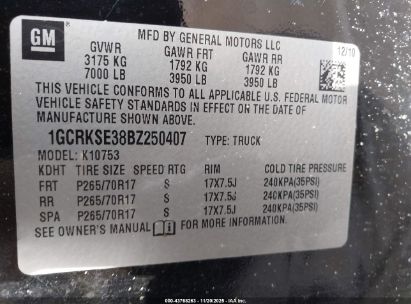 GM
MFD BY GENERAL MOTORS LLC
GVWR GAWR FRT GAWR RR 12/10
3175 KG 1792 KG 1792 KG
7000 LB 3950 LB 3950 LB
THIS VEHICLE CONFORMS TO ALL APPLICABLE U.S. FEDERAL MOTOR
VEHICLE SAFETY STANDARDS IN EFFECT ON THE DATE OF
MANUFACTURE SHOWN ABOVE.
1GCRKSE38BZ250407 TYPE: TRUCK
MODEL: K10753
KDHT TIRE SIZE SPEED RTG RIM COLD TIRE PRESSURE
FRT P265/70R17 S 17X7.5J 240KPA(35PSI)
RR P265/70R17 S 17X7.5J 240KPA(35PSI)
SPA P265/70R17 S 17X7.5J 240KPA(35PSI)
SEE OWNER'S MANUAL FOR MORE INFORMATION